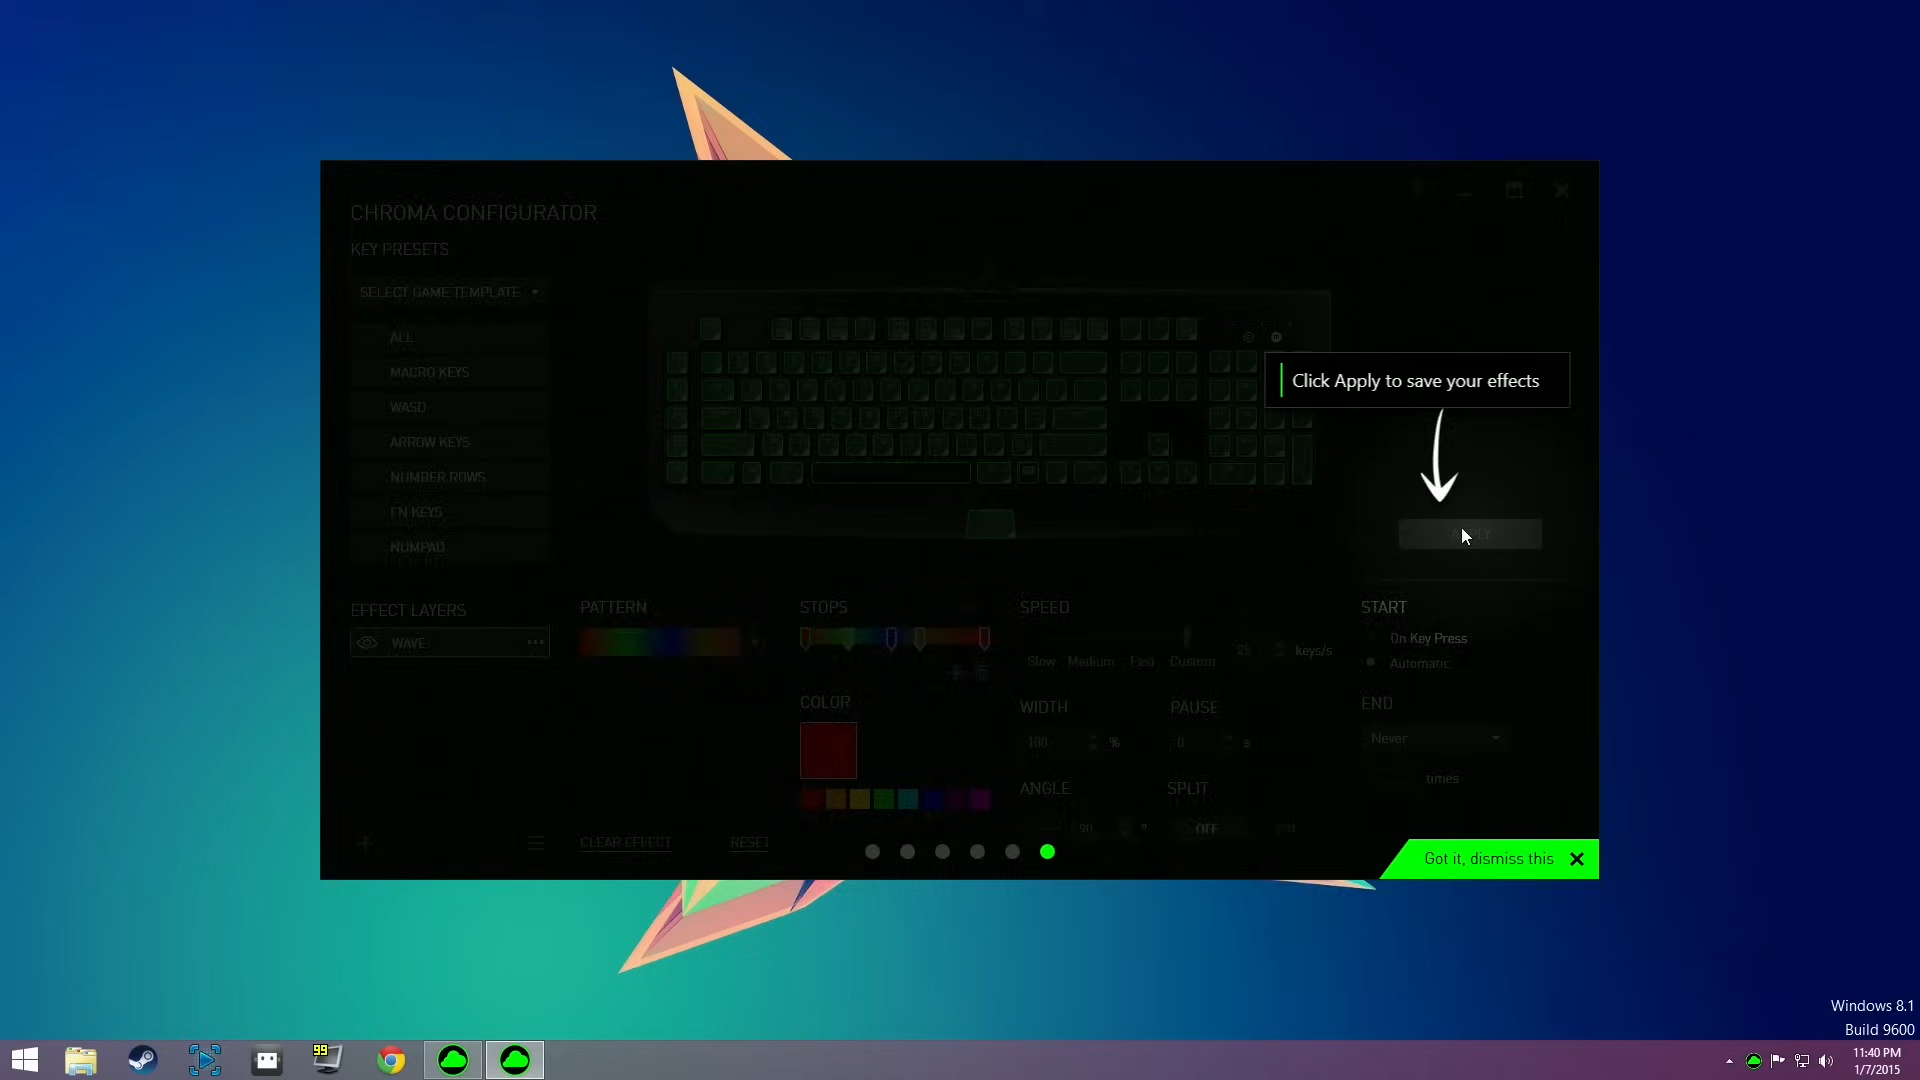 CHROMA CONFIGURATOR
KEY PRESETS
SELECT GAME TEMPLATE
ALL
MACRO KEYS
WASD
ARROW KEYS
NUMBER ROWS
FN KEYS
NUMPAD
Click Apply to save your effects
EFFECT LAYERS
WAVE
PATTERN
STOPS
COLOR
SPEED
Slow Medium Fast Custom
25 keys/s
WIDTH
100 %
PAUSE
0 s
ANGLE
90 °
SPLIT
OFF
START
On Key Press
Automatic
END
Never
times
CLEAR EFFECT
RESET
Got it, dismiss this
Windows 8.1
Build 9600
99
11:40 PM
1/7/2015